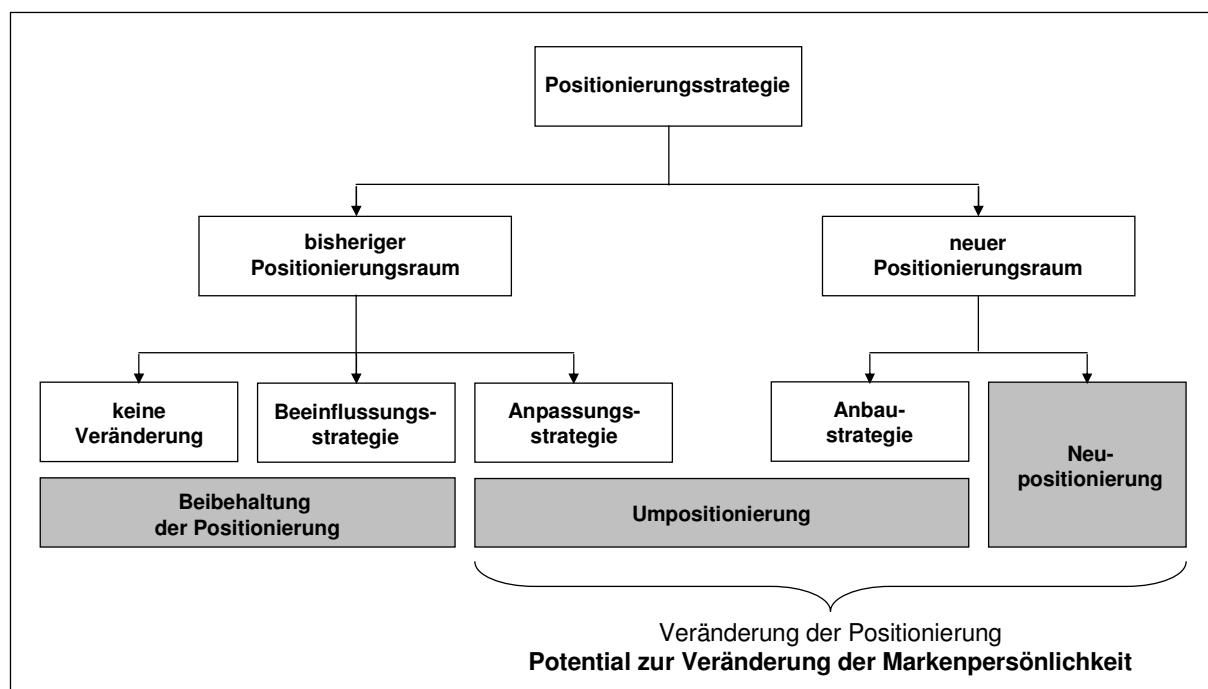 Positionierungsstrategie
bisheriger
Positionierungsraum
neuer
Positionierungsraum
keine
Veränderung
Beeinflussungs-
strategie
Anpassungs-
strategie
Anbau-
strategie
Neu-
positionierung
Beibehaltung
der Positionierung
Umpositionierung
Veränderung der Positionierung
Potential zur Veränderung der Markenpersönlichkeit